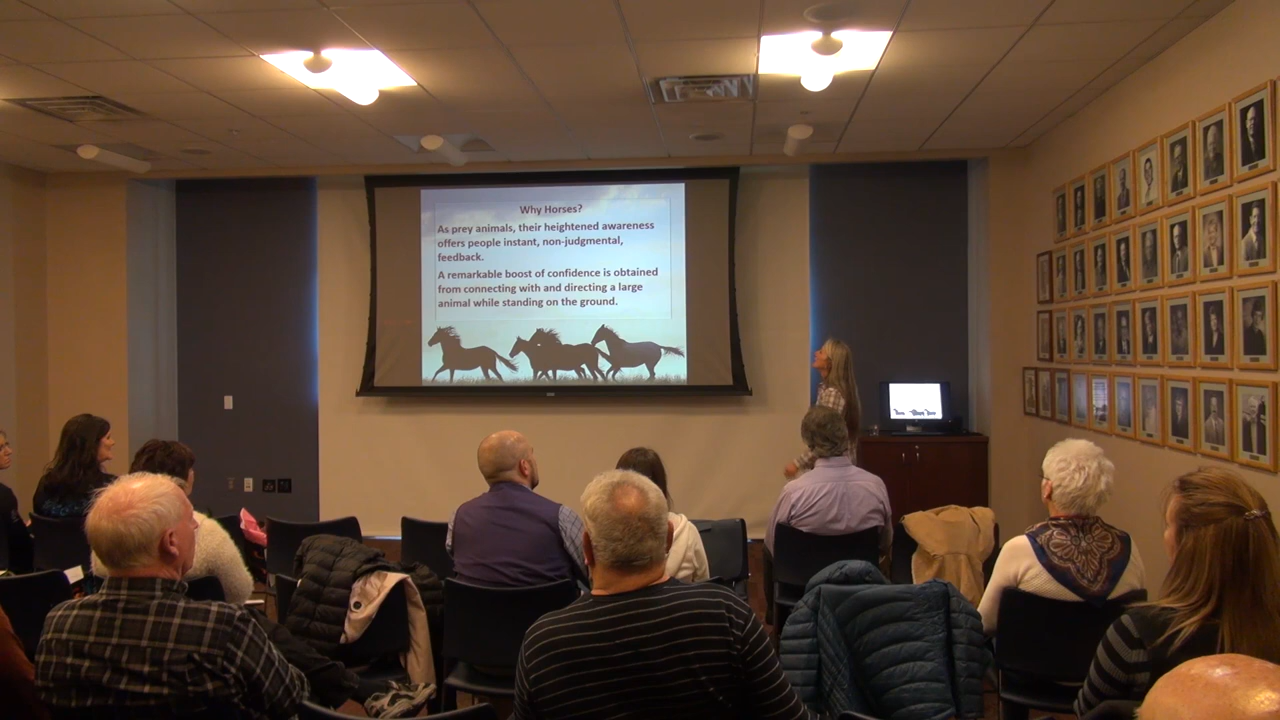 Why Horses?
As prey animals, their heightened awareness
offers people instant, non-judgmental,
feedback.
A remarkable boost of confidence is obtained
from connecting with and directing a large
animal while standing on the ground.